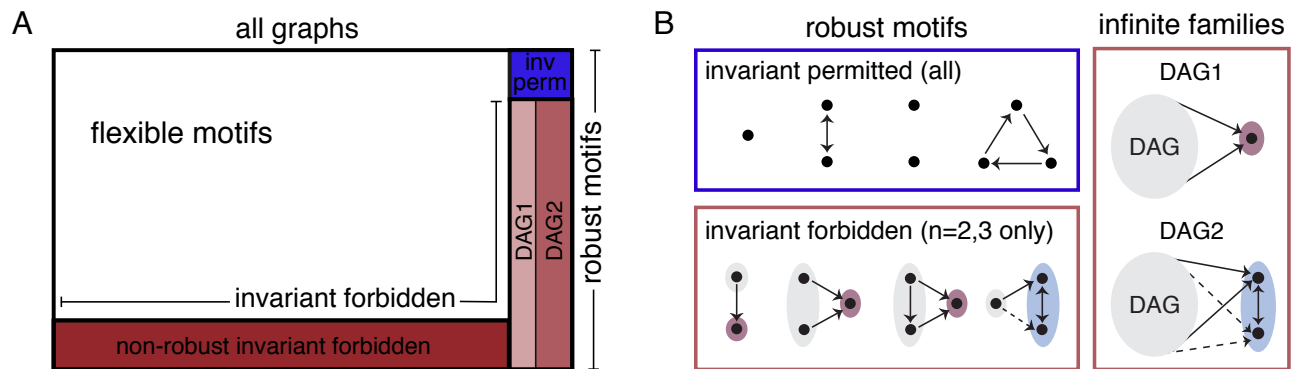 A
all graphs
inv
perm
flexible motifs
DAG1
DAG2
robust motifs
invariant forbidden
non-robust invariant forbidden
B
robust motifs
invariant permitted (all)
invariant forbidden (n=2,3 only)
infinite families
DAG1
DAG
DAG2
DAG